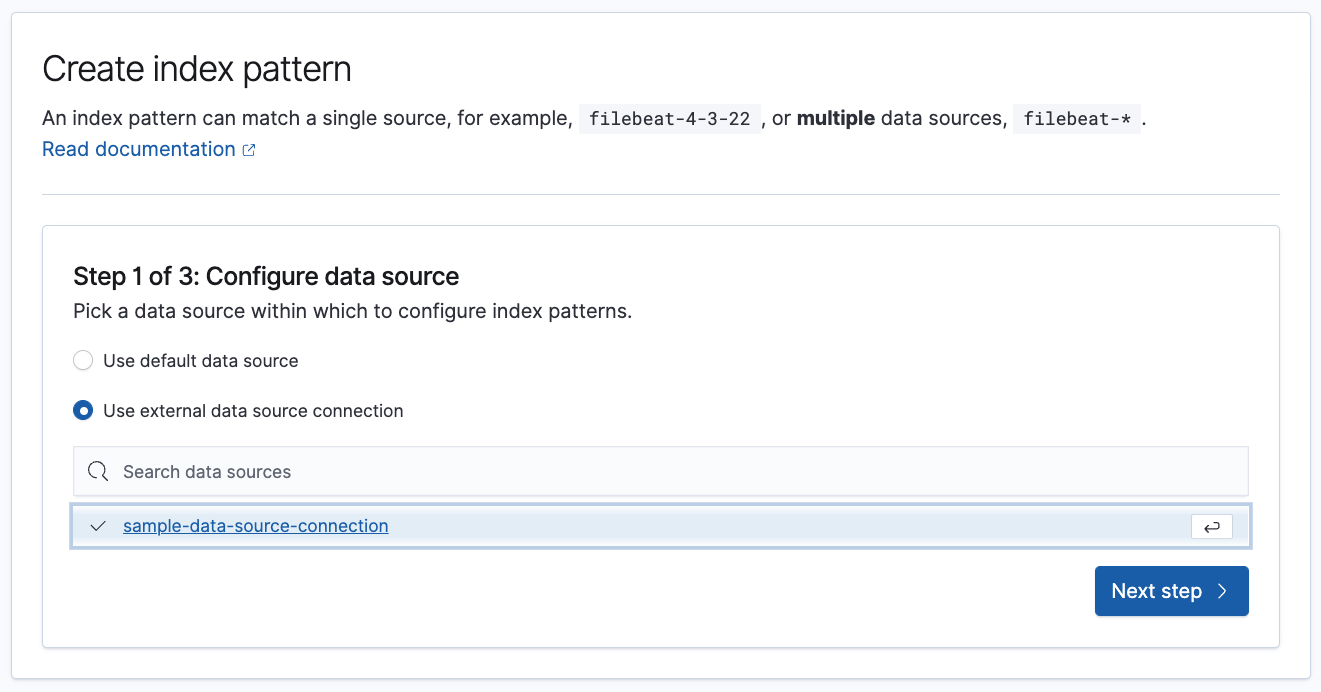 Create index pattern
An index pattern can match a single source, for example, filebeat-4-3-22, or multiple data sources, filebeat-*.
Read documentation
Step 1 of 3: Configure data source
Pick a data source within which to configure index patterns.
Use default data source
Use external data source connection
Search data sources
sample-data-source-connection
Next step